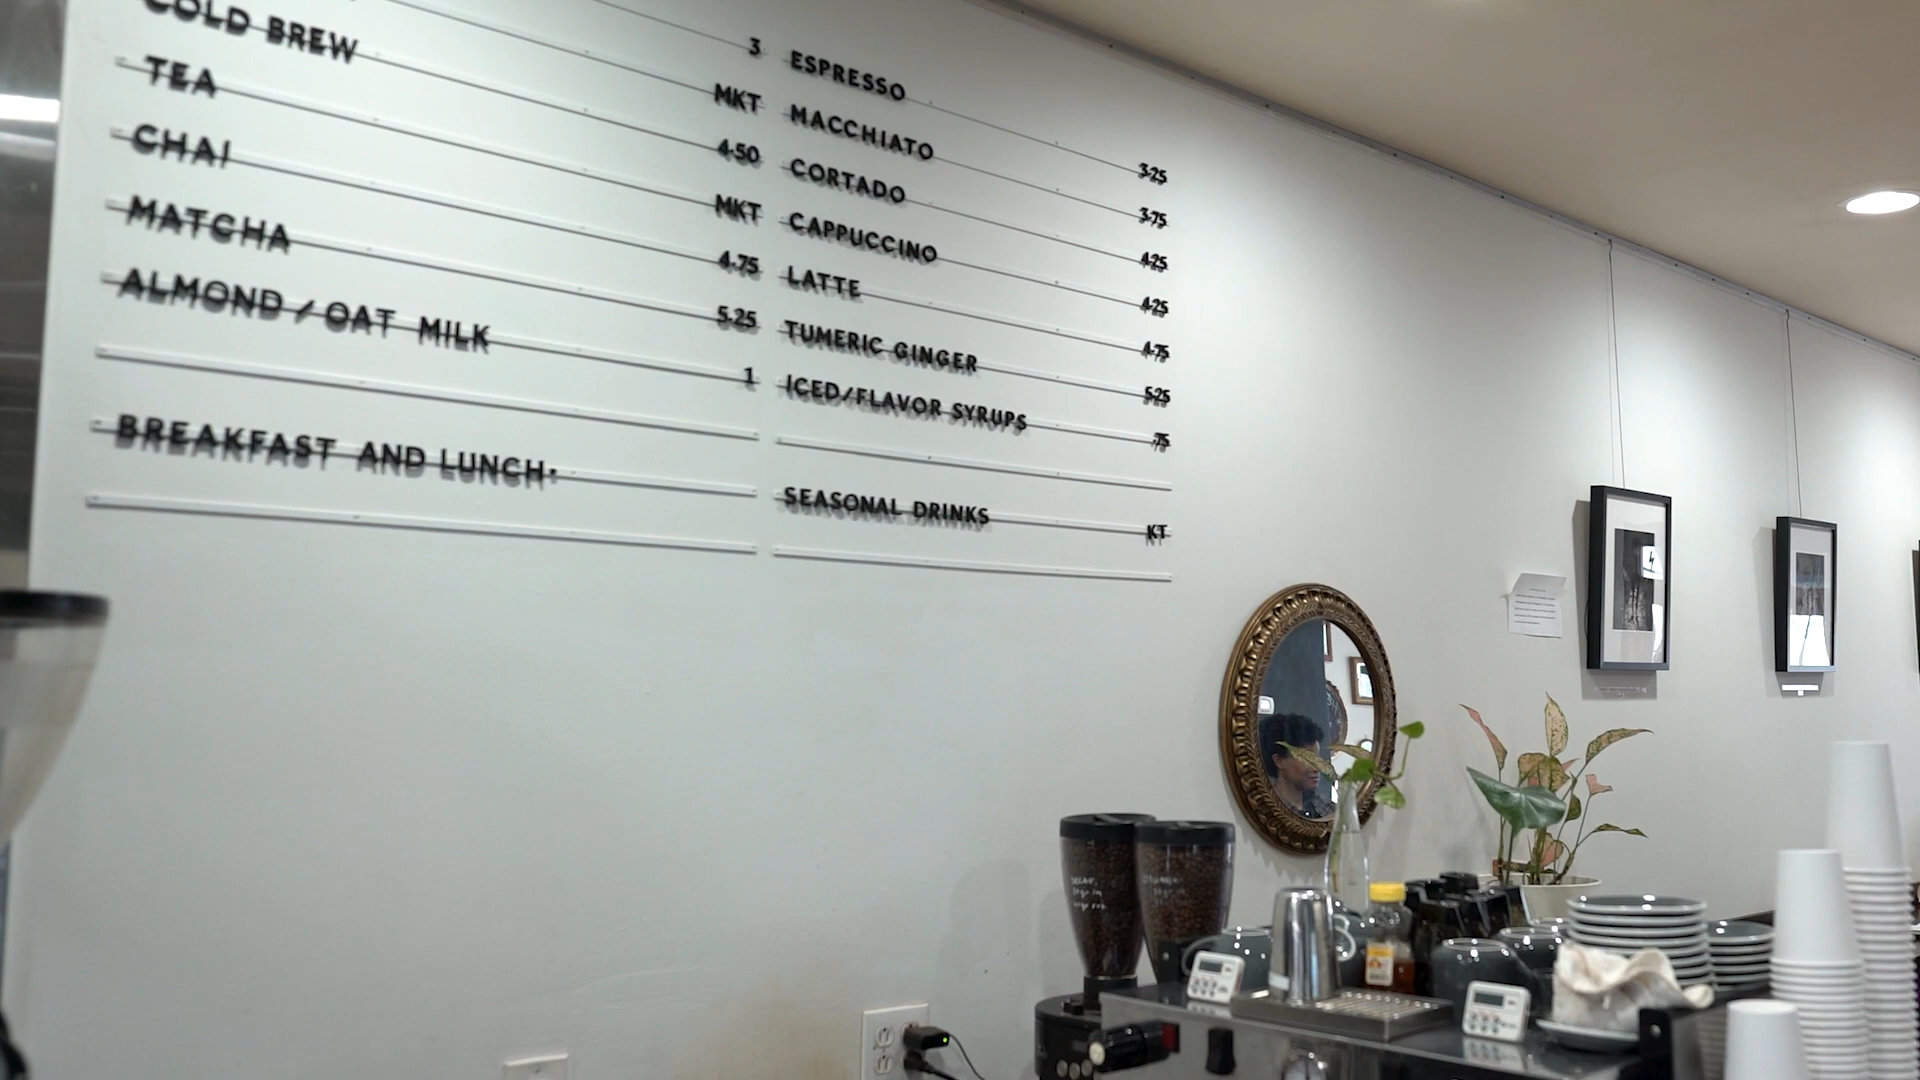 3
MKT
COLD BREW 4.50
TEA MKT
CHAI 4.75
MATCHA 5.25
ALMOND / OAT MILK 1
BREAKFAST AND LUNCH.
ESPRESSO 3.25
MACCHIATO 3.75
CORTADO 4.25
CAPPUCCINO 4.25
LATTE 4.75
TUMERIC GINGER 5.25
ICED/FLAVOR SYRUPS .75
SEASONAL DRINKS KT
DECAF